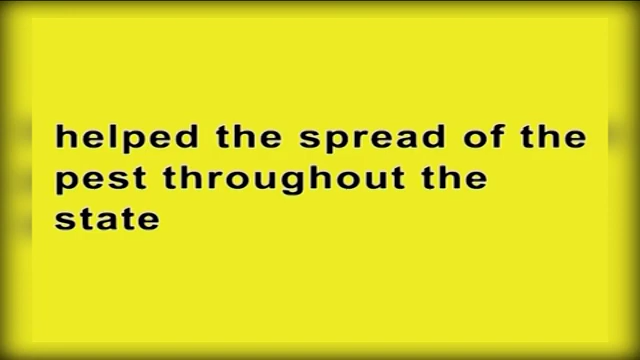 helped the spread of the
pest throughout the
state